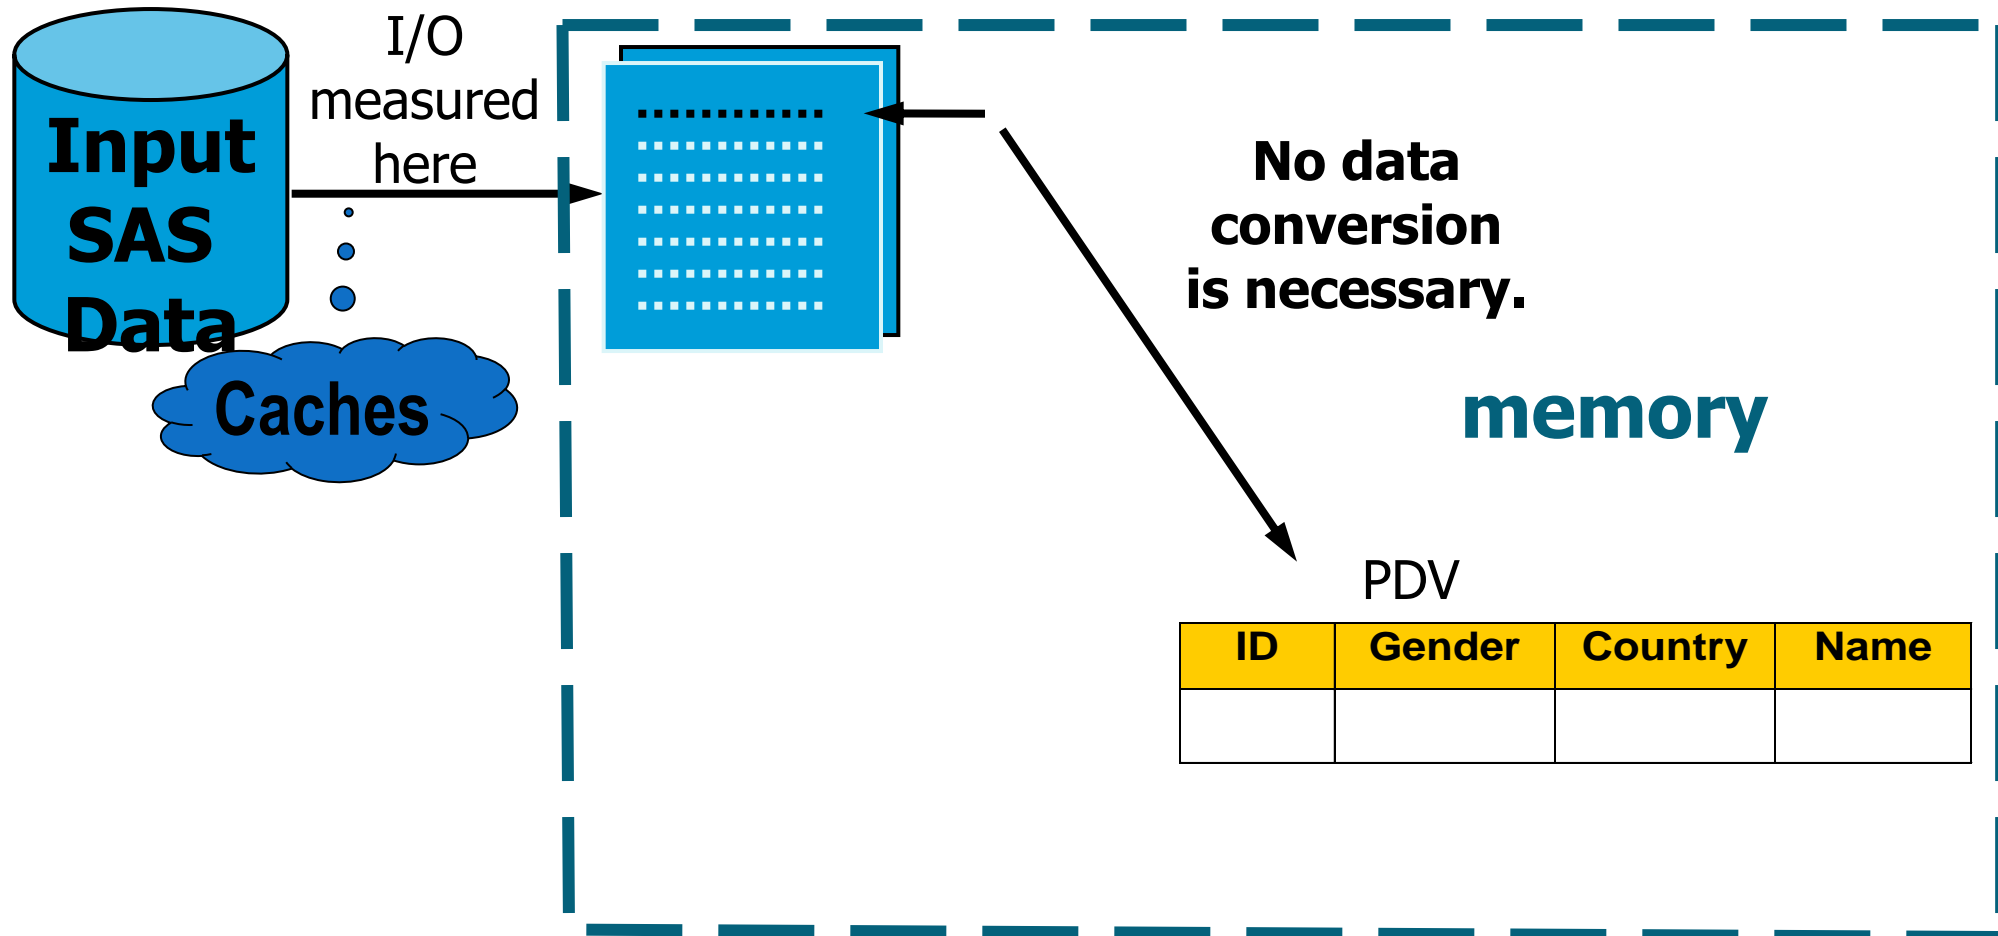 Input
SAS
Data
I/O
measured
here
Caches
No data
conversion
is necessary.
memory
PDV
ID Gender Country Name